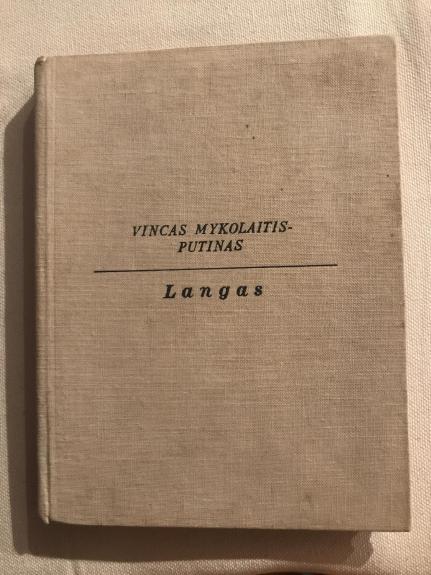 VINCAS MYKOLAITIS-
PUTINAS
Langas